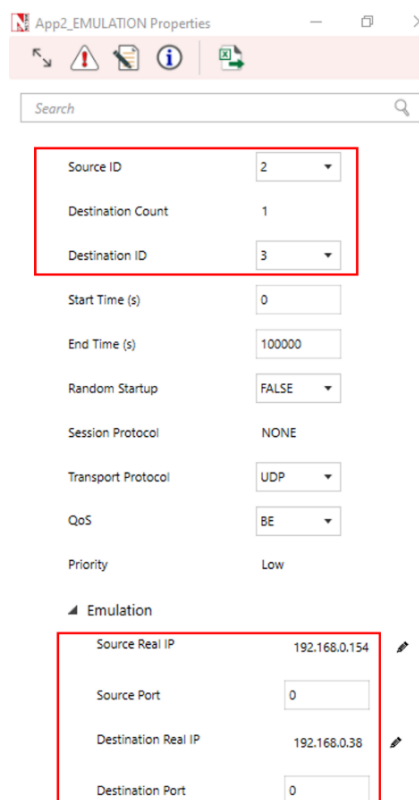 App2_EMULATION Properties
Search
Source ID 2
Destination Count 1
Destination ID 3
Start Time (s) 0
End Time (s) 100000
Random Startup FALSE
Session Protocol NONE
Transport Protocol UDP
QoS BE
Priority Low
Emulation
Source Real IP 192.168.0.154
Source Port 0
Destination Real IP 192.168.0.38
Destination Port 0